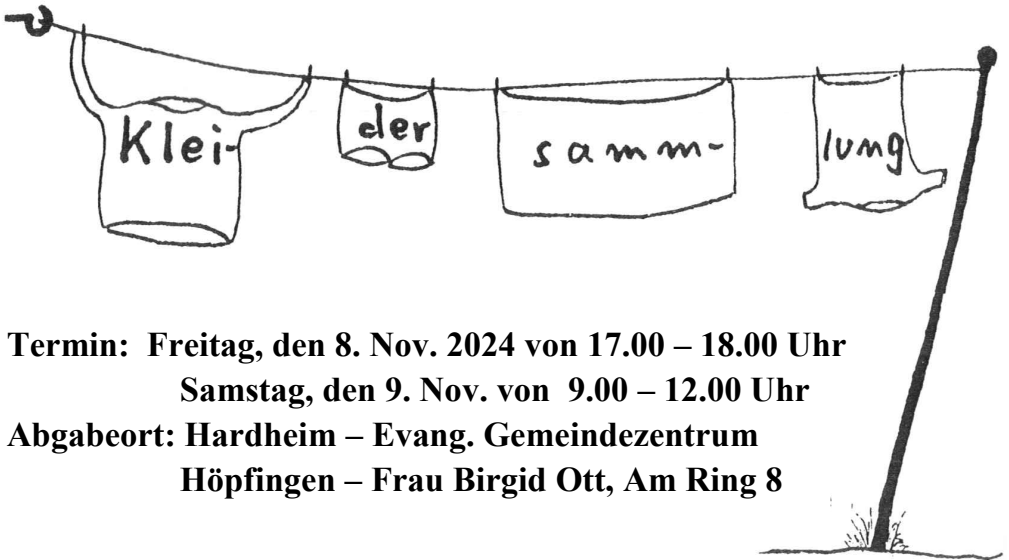 Klei- der samm- lung
Termin: Freitag, den 8. Nov. 2024 von 17.00 – 18.00 Uhr
Samstag, den 9. Nov. von 9.00 – 12.00 Uhr
Abgabeort: Hardheim – Evang. Gemeindezentrum
Höpfingen – Frau Birgid Ott, Am Ring 8